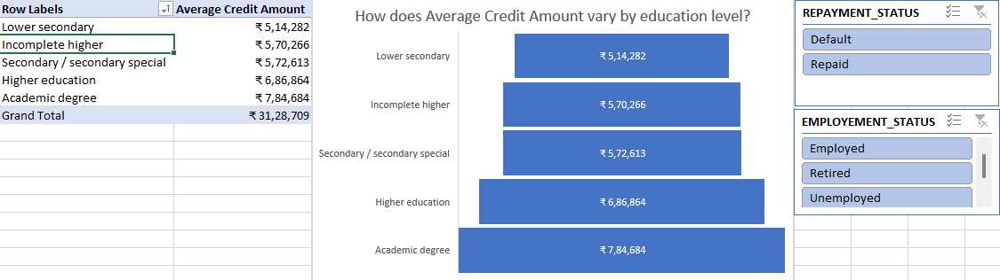 Row Labels Average Credit Amount
Lower secondary ₹ 5,14,282
Incomplete higher ₹ 5,70,266
Secondary / secondary special ₹ 5,72,613
Higher education ₹ 6,86,864
Academic degree ₹ 7,84,684
Grand Total ₹ 31,28,709
How does Average Credit Amount vary by education level?
Lower secondary ₹ 5,14,282
Incomplete higher ₹ 5,70,266
Secondary / secondary special ₹ 5,72,613
Higher education ₹ 6,86,864
Academic degree ₹ 7,84,684
REPAYMENT_STATUS
Default
Repaid
EMPLOYEMENT_STATUS
Employed
Retired
Unemployed